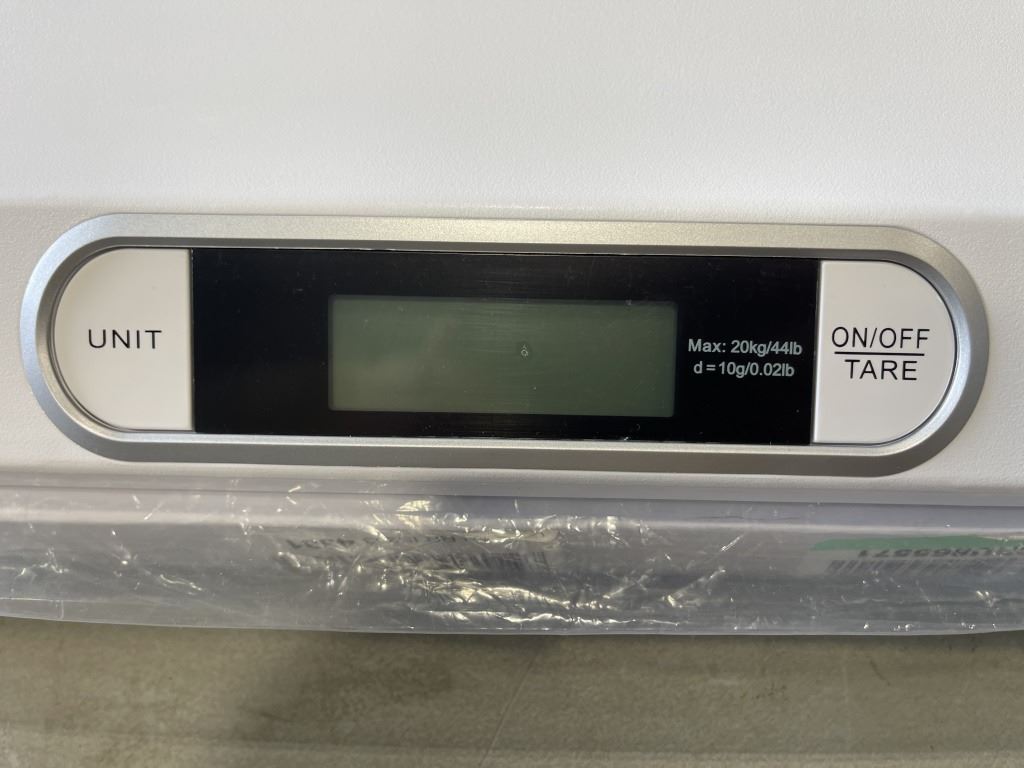 UNIT
Max: 20kg/44lb
d=10g/0.02lb
ON/OFF
TARE